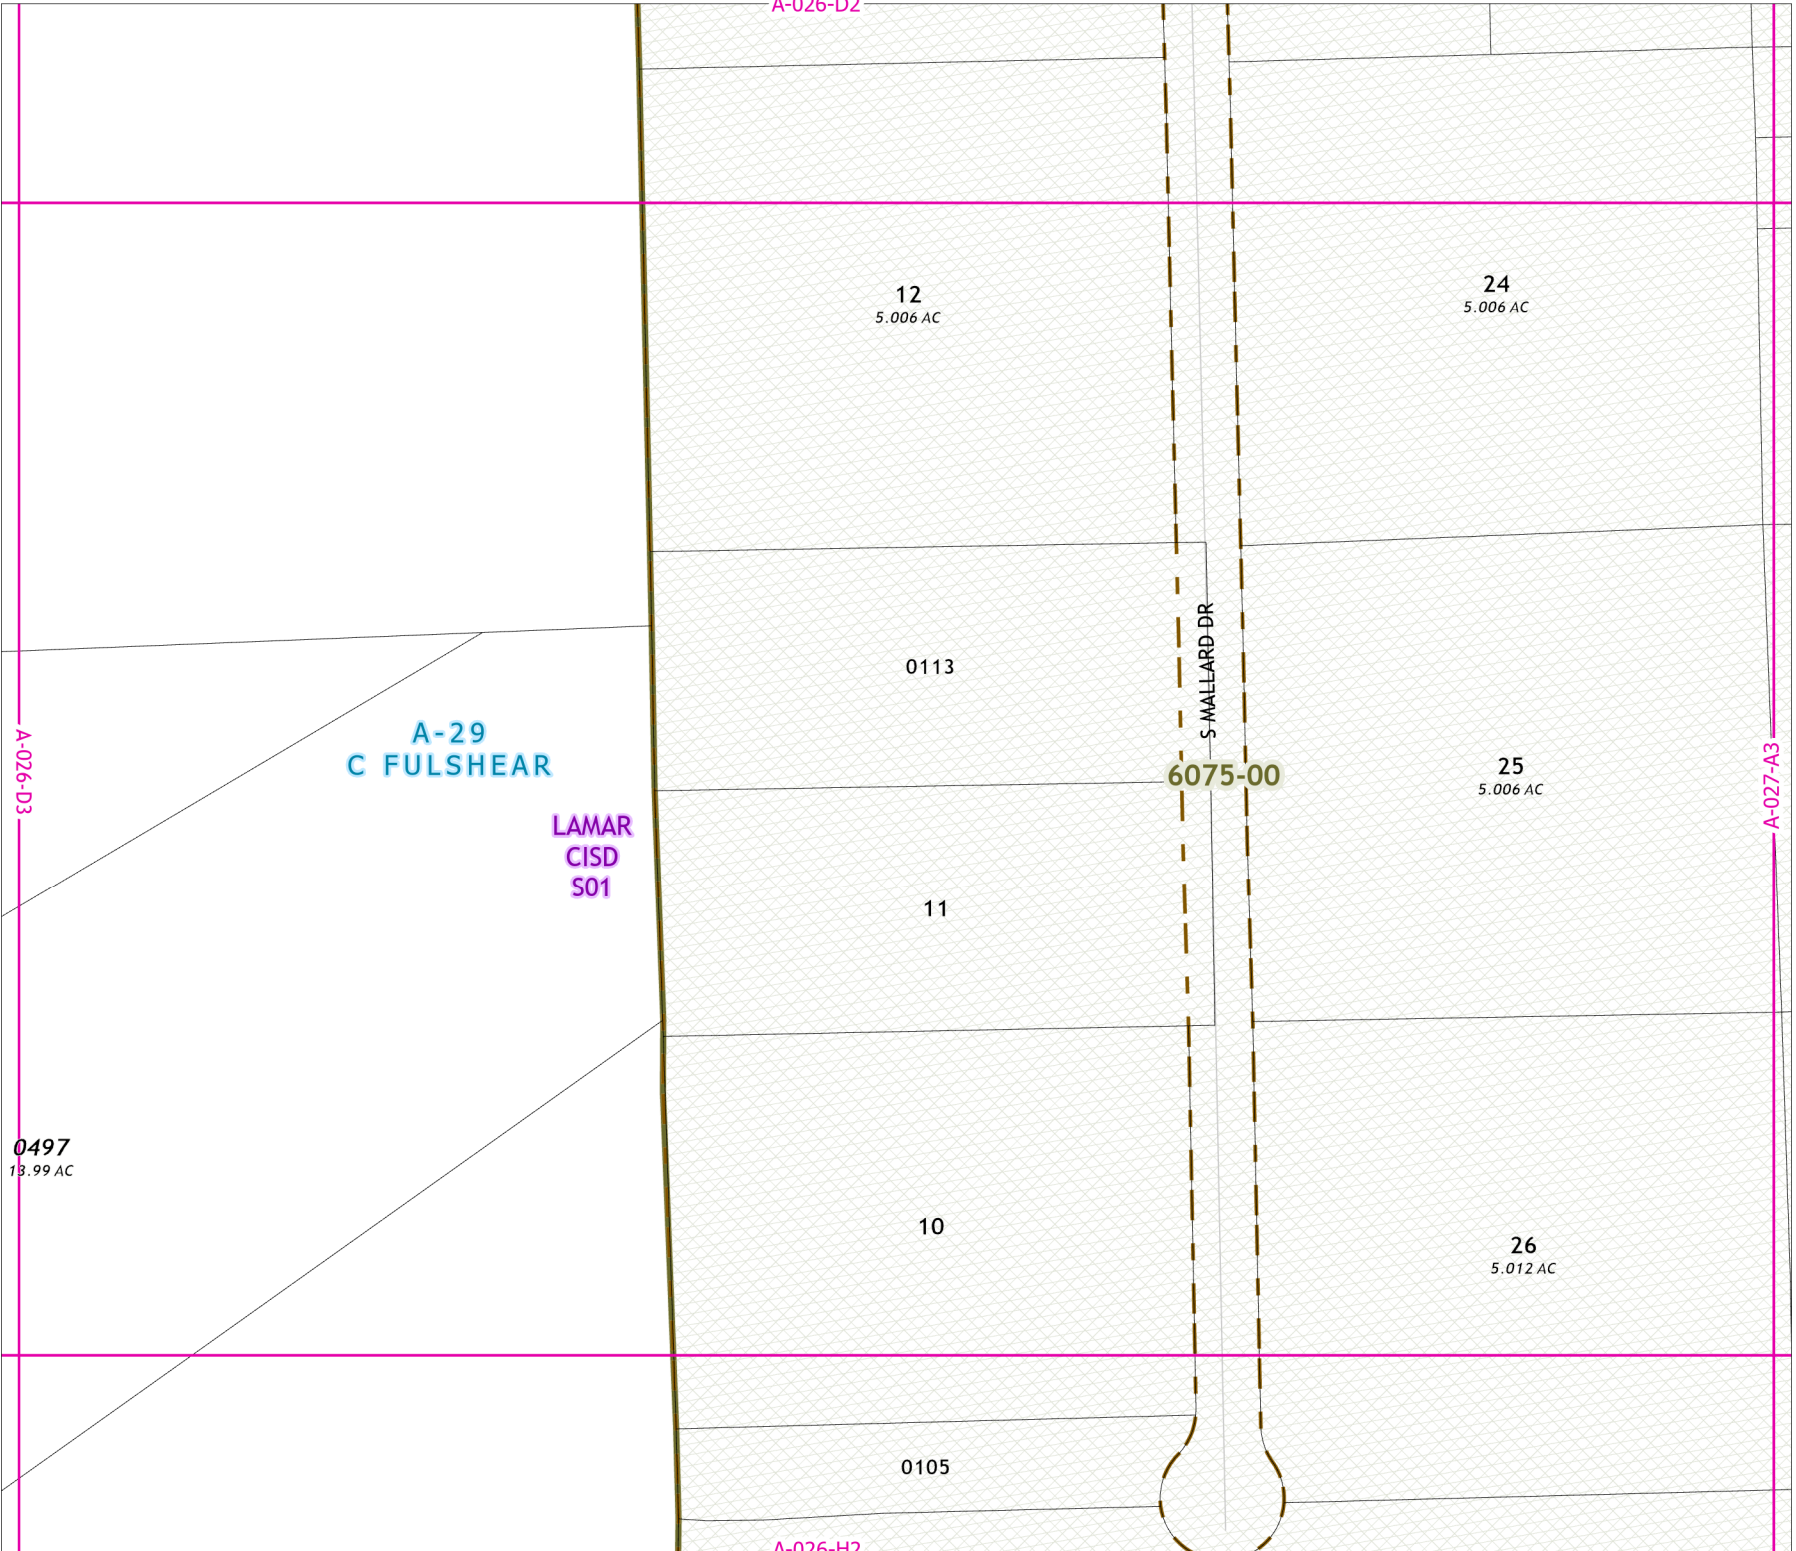 A-026-D2
24
5.006 AC
12
5.006 AC
S MALLARD DR
0113
A-29
C FULSHEAR
A-026-D3
6075-00
25
5.006 AC
A-027-A3
LAMAR
CISD
S01
11
0497
13.99 AC
10
26
5.012 AC
0105
A-026-H2